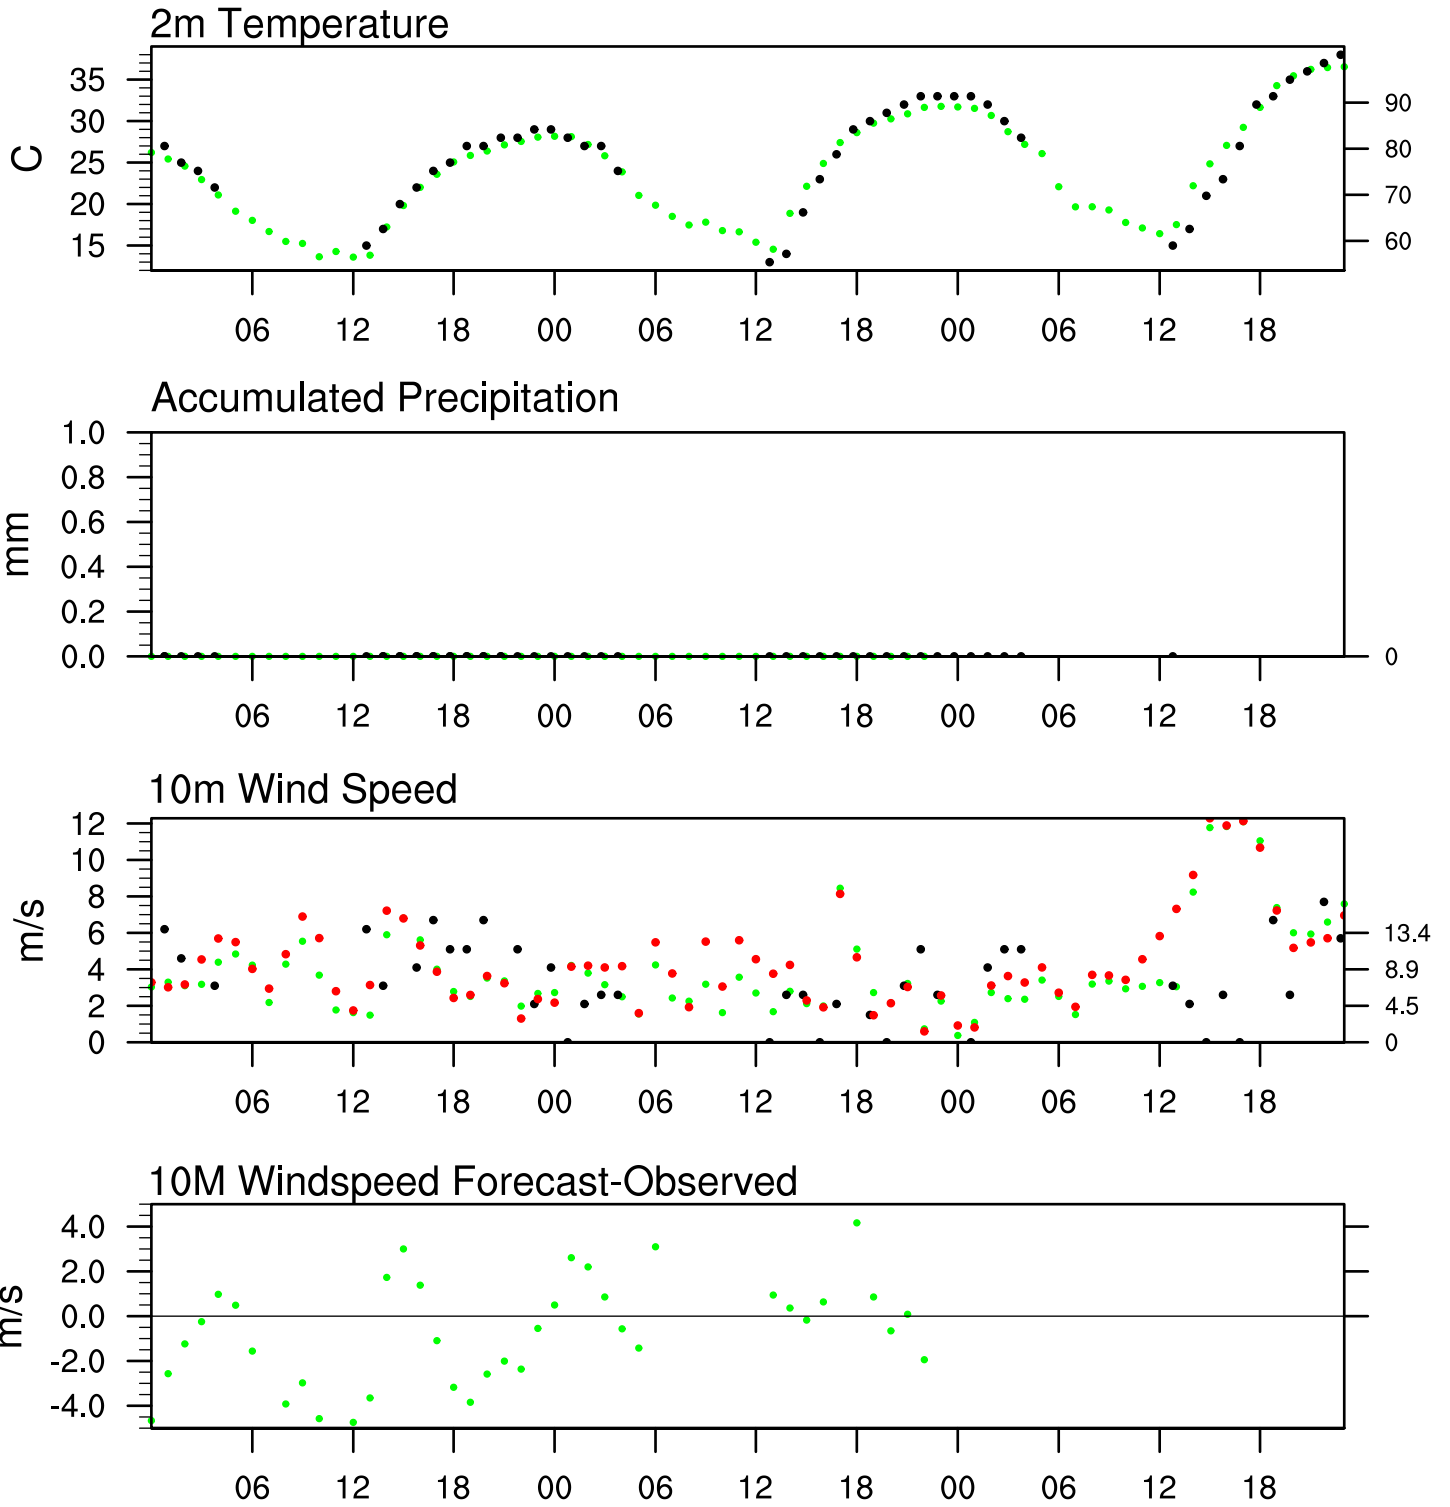 2m Temperature
C
35
30
25
20
15
90
80
70
60
06 12 18 00 06 12 18 00 06 12 18
Accumulated Precipitation
mm
1.0
0.8
0.6
0.4
0.2
0.0
0
06 12 18 00 06 12 18 00 06 12 18
10m Wind Speed
m/s
12
10
8
6
4
2
0
13.4
8.9
4.5
0
06 12 18 00 06 12 18 00 06 12 18
10M Windspeed Forecast-Observed
m/s
4.0
2.0
0.0
-2.0
-4.0
06 12 18 00 06 12 18 00 06 12 18